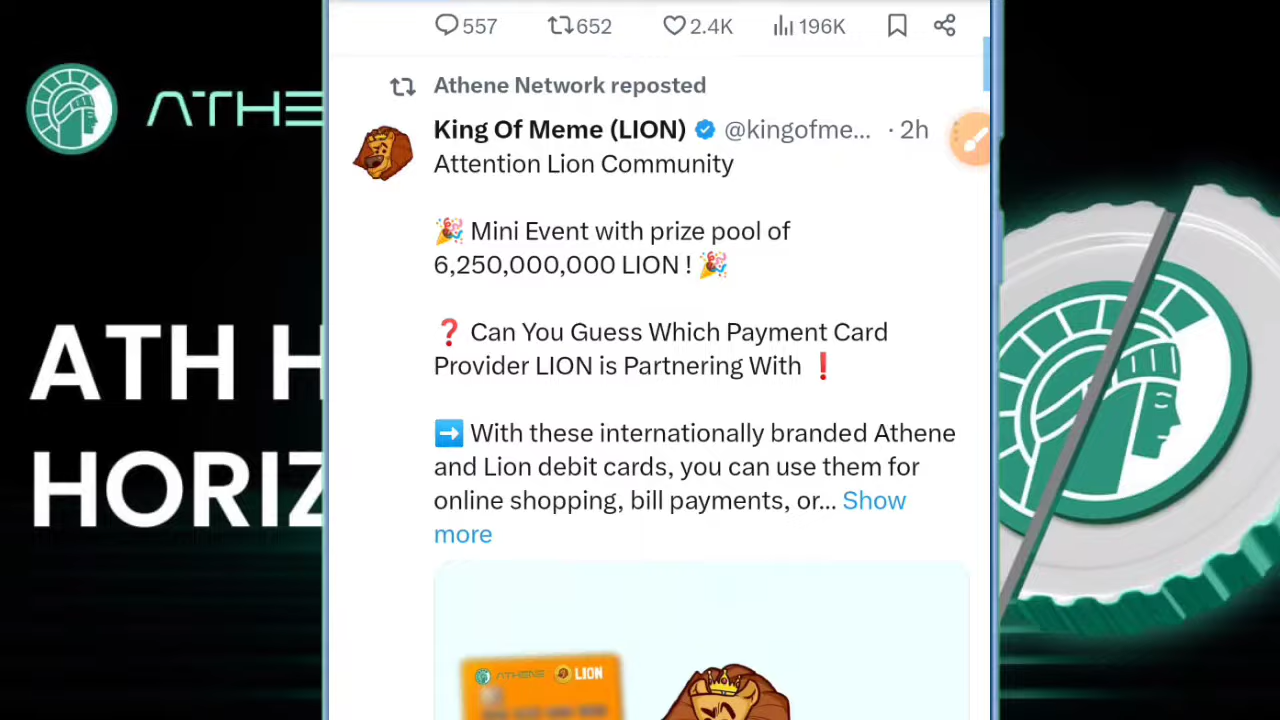 557 652 2.4K 196K
Athene Network reposted
King Of Meme (LION) @kingofme... · 2h
Attention Lion Community
🎉 Mini Event with prize pool of
6,250,000,000 LION ! 🎉
❓ Can You Guess Which Payment Card
Provider LION is Partnering With ❗
➡️ With these internationally branded Athene
and Lion debit cards, you can use them for
online shopping, bill payments, or... Show
more
ATHENE LION
ATHE
ATH H
HORIZ